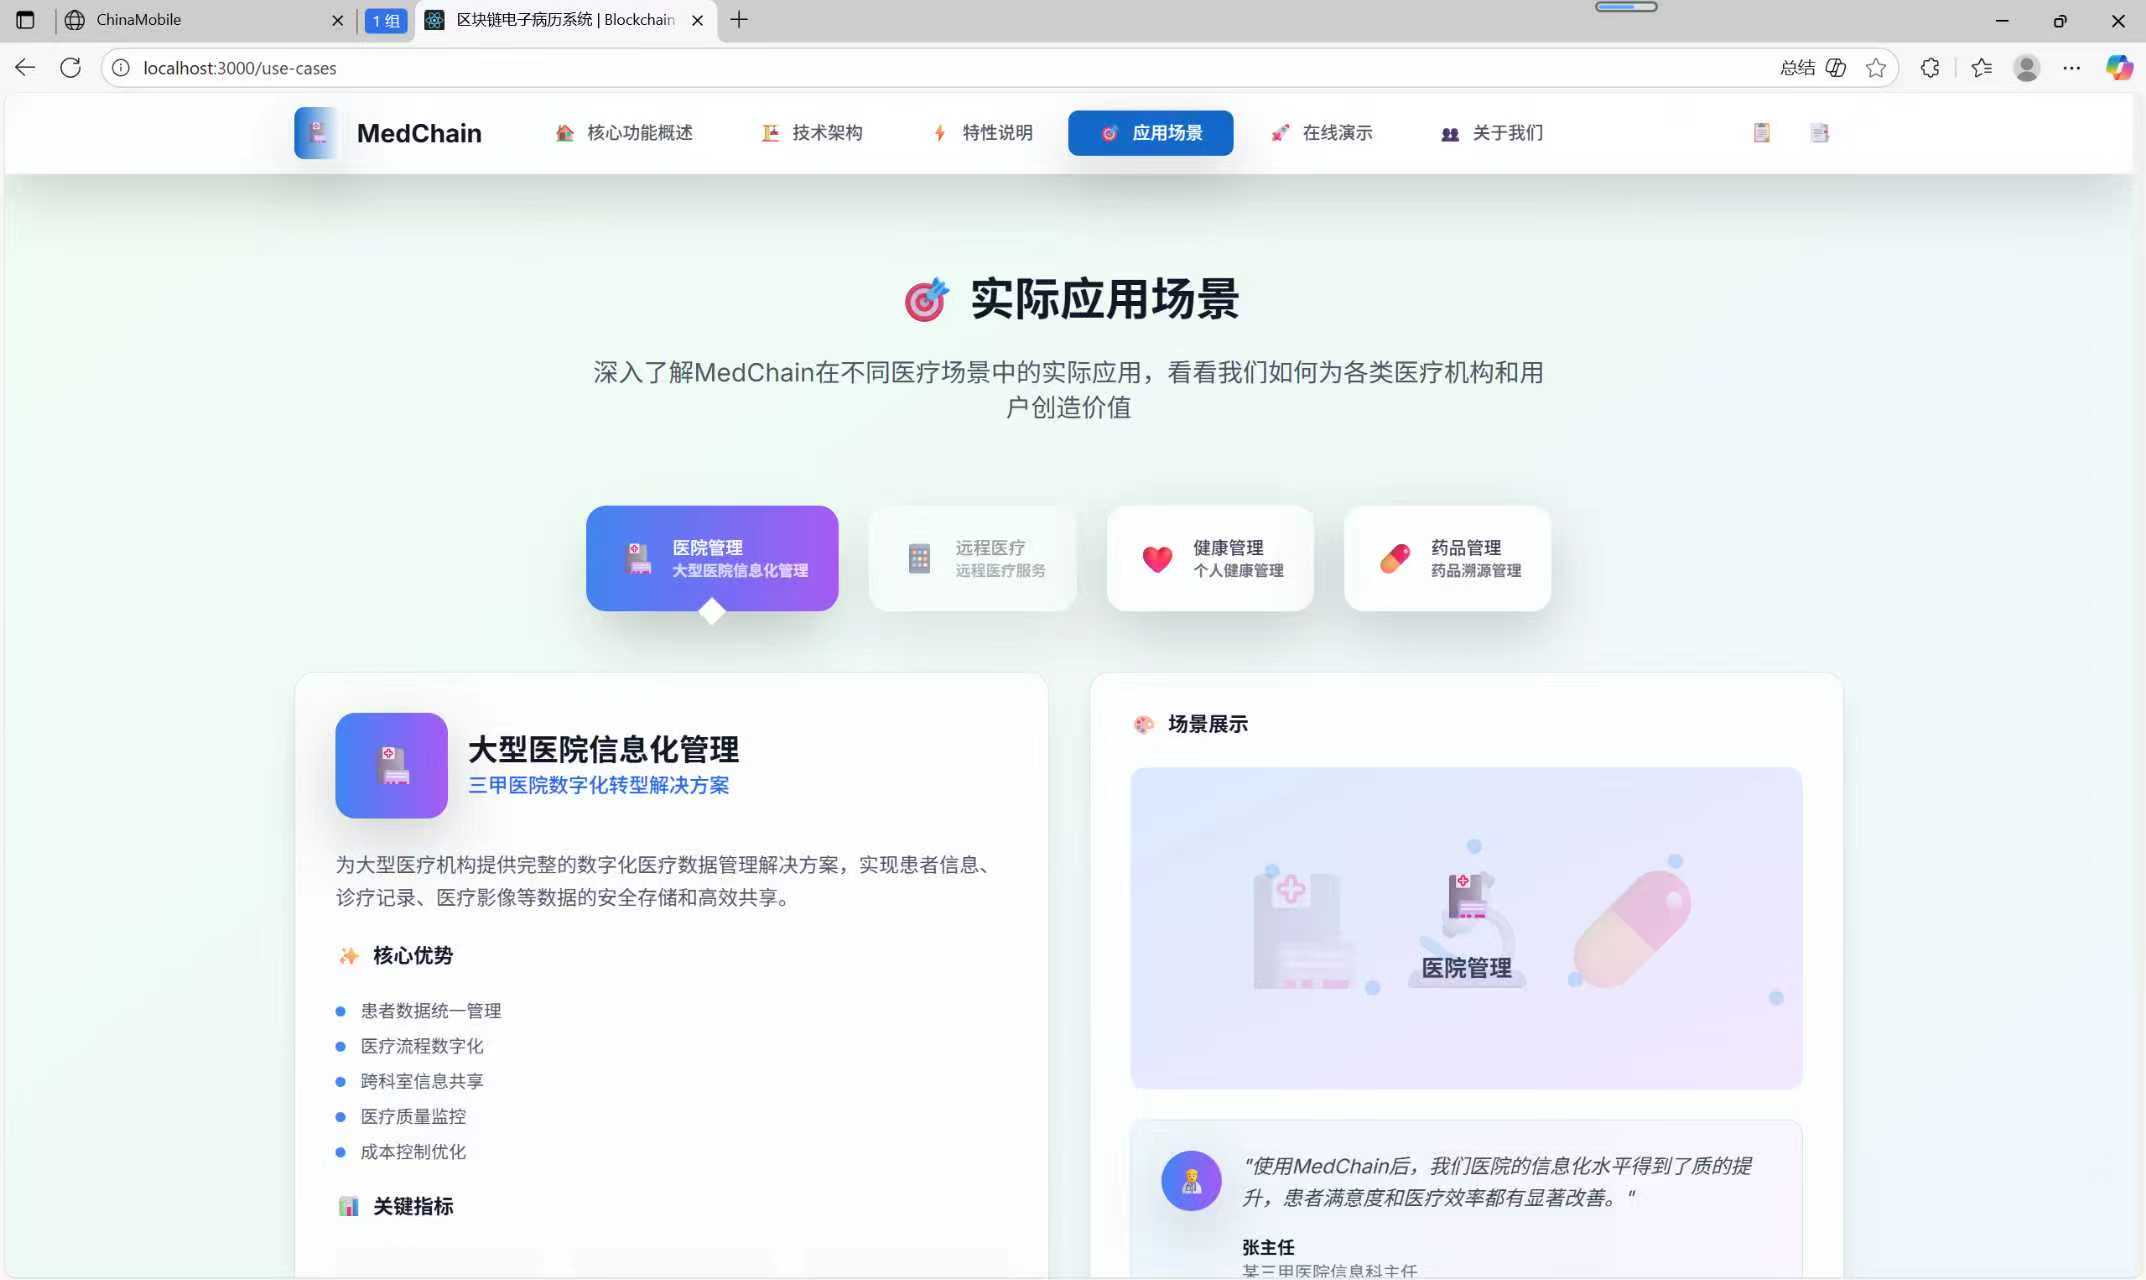 ChinaMobile
1 组
区块链电子病历系统 | Blockchain
localhost:3000/use-cases
总结
MedChain
核心功能概述
技术架构
特性说明
应用场景
在线演示
关于我们
实际应用场景
深入了解MedChain在不同医疗场景中的实际应用，看看我们如何为各类医疗机构和用
户创造价值
医院管理
大型医院信息化管理
远程医疗
远程医疗服务
健康管理
个人健康管理
药品管理
药品溯源管理
大型医院信息化管理
三甲医院数字化转型解决方案
为大型医疗机构提供完整的数字化医疗数据管理解决方案，实现患者信息、
诊疗记录、医疗影像等数据的安全存储和高效共享。
核心优势
患者数据统一管理
医疗流程数字化
跨科室信息共享
医疗质量监控
成本控制优化
关键指标
场景展示
医院管理
"使用MedChain后，我们医院的信息化水平得到了质的提
升，患者满意度和医疗效率都有显著改善。"
张主任
某三甲医院信息科主任